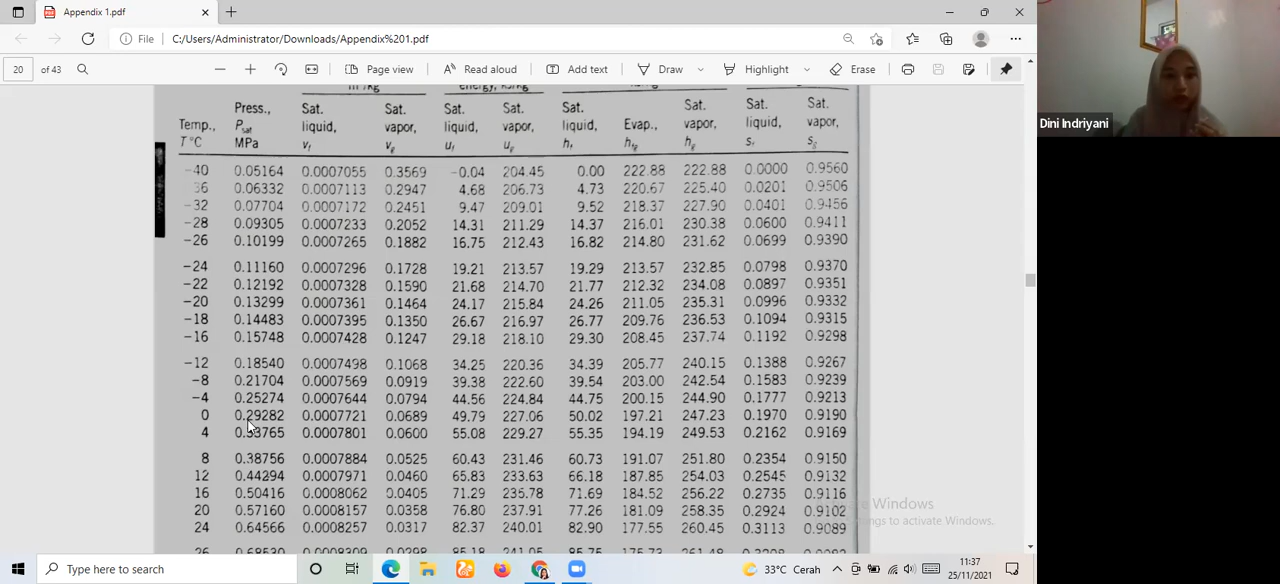 Appendix 1.pdf
File C:/Users/Administrator/Downloads/Appendix%201.pdf
20 of 43 Page view Read aloud Add text Draw Highlight Erase
Dini Indriyani
Temp., T °C Press., Psat MPa Sat. liquid, vf Sat. vapor, vg Sat. liquid, uf Sat. vapor, ug Sat. liquid, hf Evap., hfg Sat. vapor, hg Sat. liquid, sf Sat. vapor, sg
-40 0.05164 0.0007055 0.3569 -0.04 204.45 0.00 222.88 222.88 0.0000 0.9560
36 0.06332 0.0007113 0.2947 4.68 206.73 4.73 220.67 225.40 0.0201 0.9506
-32 0.07704 0.0007172 0.2451 9.47 209.01 9.52 218.37 227.90 0.0401 0.9456
-28 0.09305 0.0007233 0.2052 14.31 211.29 14.37 216.01 230.38 0.0600 0.9411
-26 0.10199 0.0007265 0.1882 16.75 212.43 16.82 214.80 231.62 0.0699 0.9390
-24 0.11160 0.0007296 0.1728 19.21 213.57 19.29 213.57 232.85 0.0798 0.9370
-22 0.12192 0.0007328 0.1590 21.68 214.70 21.77 212.32 234.08 0.0897 0.9351
-20 0.13299 0.0007361 0.1464 24.17 215.84 24.26 211.05 235.31 0.0996 0.9332
-18 0.14483 0.0007395 0.1350 26.67 216.97 26.77 209.76 236.53 0.1094 0.9315
-16 0.15748 0.0007428 0.1247 29.18 218.10 29.30 208.45 237.74 0.1192 0.9298
-12 0.18540 0.0007498 0.1068 34.25 220.36 34.39 205.77 240.15 0.1388 0.9267
-8 0.21704 0.0007569 0.0919 39.38 222.60 39.54 203.00 242.54 0.1583 0.9239
-4 0.25274 0.0007644 0.0794 44.56 224.84 44.75 200.15 244.90 0.1777 0.9213
0 0.29282 0.0007721 0.0689 49.79 227.06 50.02 197.21 247.23 0.1970 0.9190
4 0.33765 0.0007801 0.0600 55.08 229.27 55.35 194.19 249.53 0.2162 0.9169
8 0.38756 0.0007884 0.0525 60.43 231.46 60.73 191.07 251.80 0.2354 0.9150
12 0.44294 0.0007971 0.0460 65.83 233.63 66.18 187.85 254.03 0.2545 0.9132
16 0.50416 0.0008062 0.0405 71.29 235.78 71.69 184.52 256.22 0.2735 0.9116
20 0.57160 0.0008157 0.0358 76.80 237.91 77.26 181.09 258.35 0.2924 0.9102
24 0.64566 0.0008257 0.0317 82.37 240.01 82.90 177.55 260.45 0.3113 0.9089
Type here to search 33°C Cerah 11:37
25/11/2021